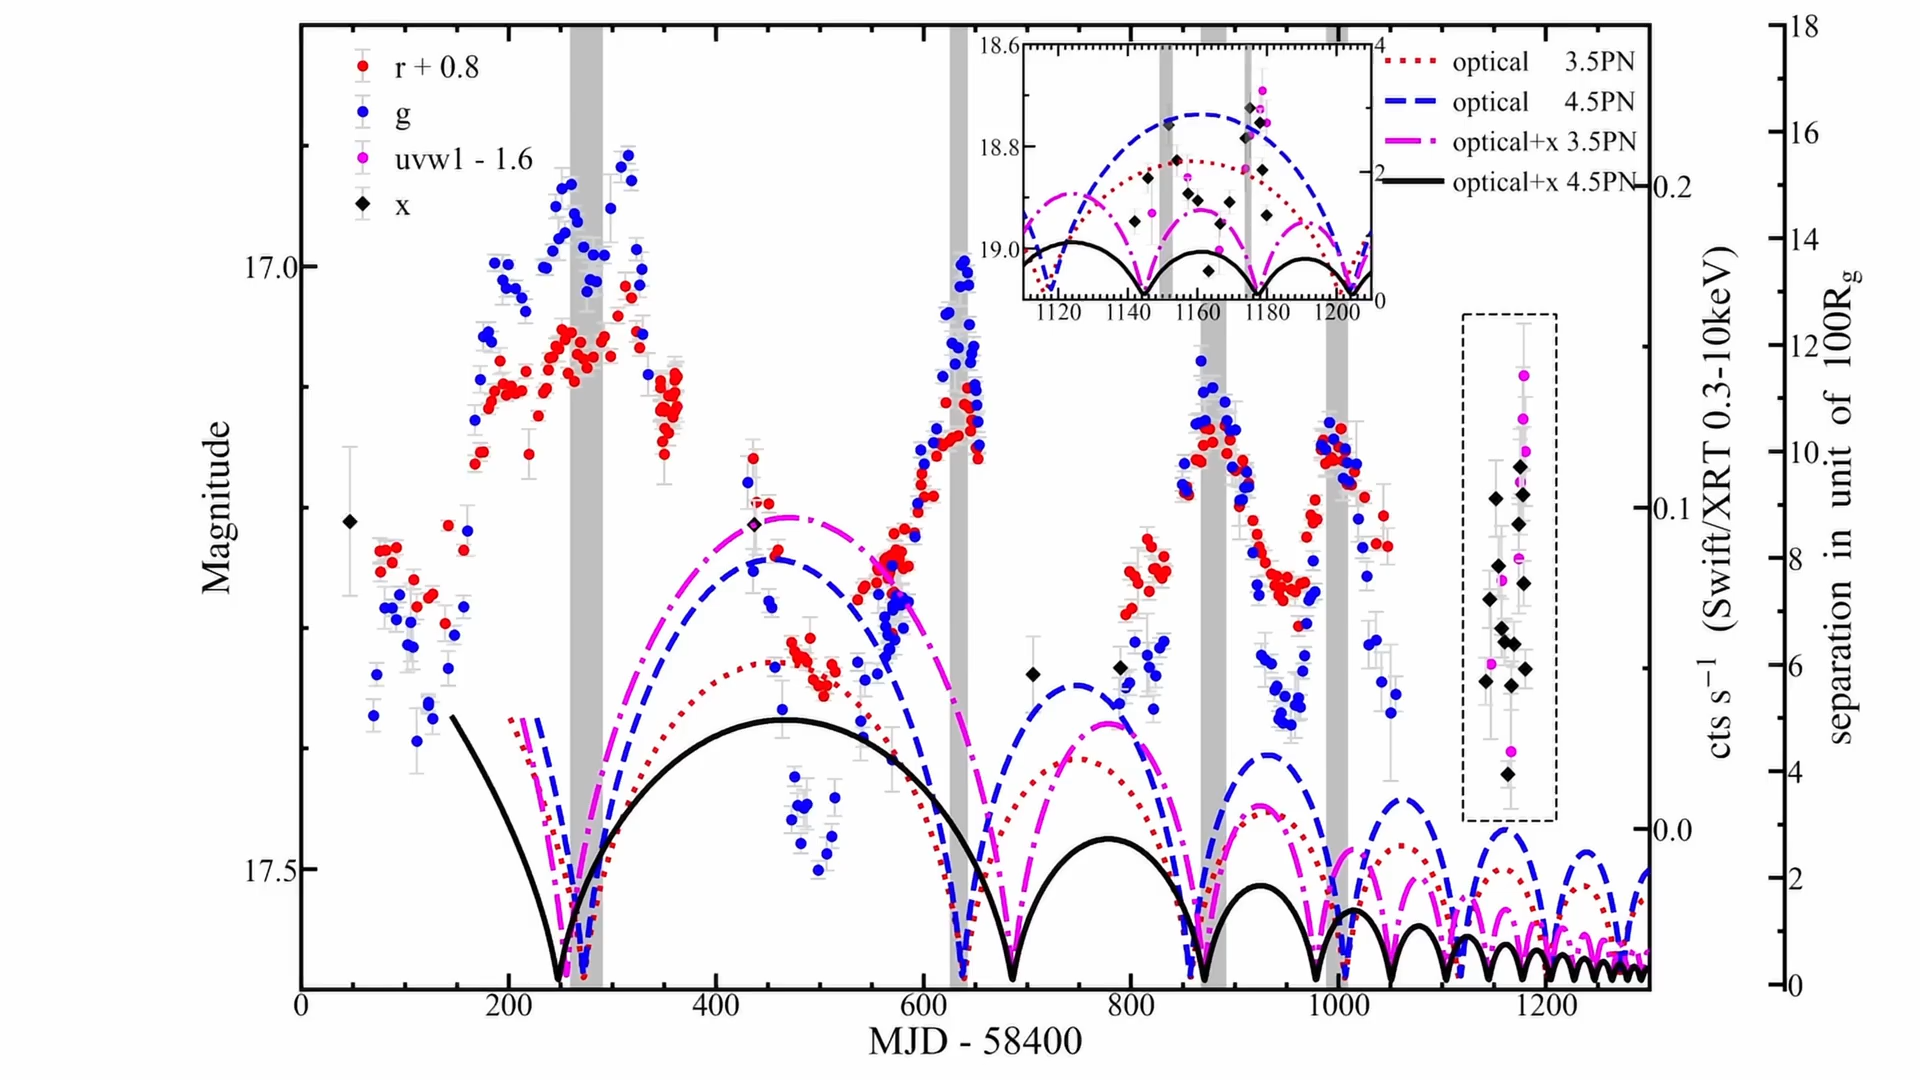 r + 0.8
g
uvw1 - 1.6
x
optical 3.5PN
optical 4.5PN
optical+x 3.5PN
optical+x 4.5PN
18.6
18.8
19.0
4
2
0
1120 1140 1160 1180 1200
17.0
17.5
Magnitude
0 200 400 600 800 1000 1200
MJD - 58400
0.2
0.1
0.0
cts s⁻¹ (Swift/XRT 0.3-10keV)
18
16
14
12
10
8
6
4
2
0
separation in unit of 100R_g